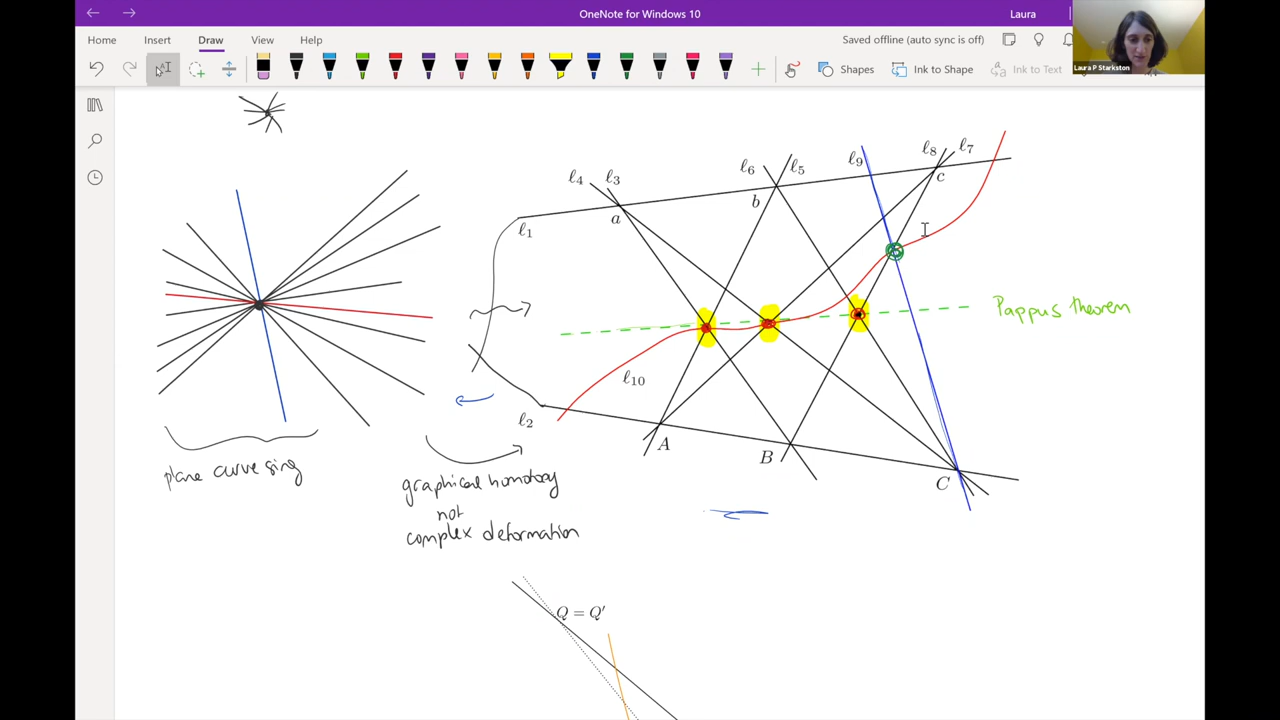 OneNote for Windows 10
Laura
Home
Insert
Draw
View
Help
Saved offline (auto sync is off)
Shapes
Ink to Shape
Ink to Text
Laura P Starkston
ℓ4
ℓ3
ℓ6
ℓ5
ℓ9
ℓ8
ℓ7
a
b
c
ℓ1
Pappus theorem
ℓ10
ℓ2
A
B
C
plane curve sing
graphical homotopy
not
complex deformation
Q = Q′